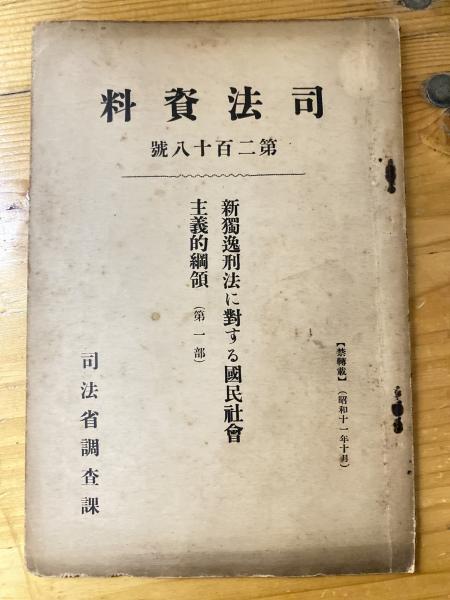 司法資料
第二百十八號
【禁轉載】（昭和十一年十月）
新獨逸刑法に對する國民社會
主義的綱領（第一部）
司法省調査課